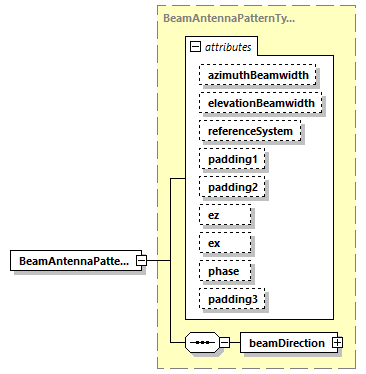 BeamAntennaPatternTy...
attributes
azimuthBeamwidth
elevationBeamwidth
referenceSystem
padding1
padding2
ez
ex
phase
padding3
BeamAntennaPatte...
beamDirection